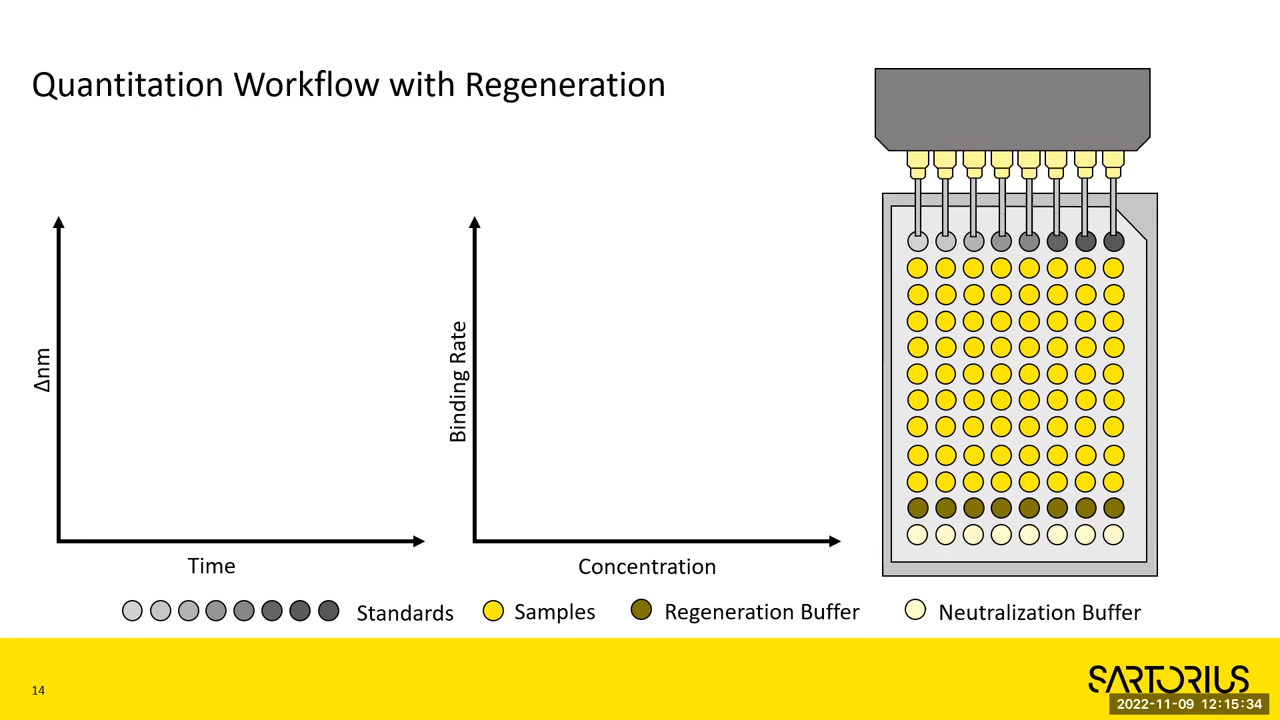 Quantitation Workflow with Regeneration
Δnm
Time
Binding Rate
Concentration
Standards
Samples
Regeneration Buffer
Neutralization Buffer
14
SARTORIUS
2022-11-09 12:15:34